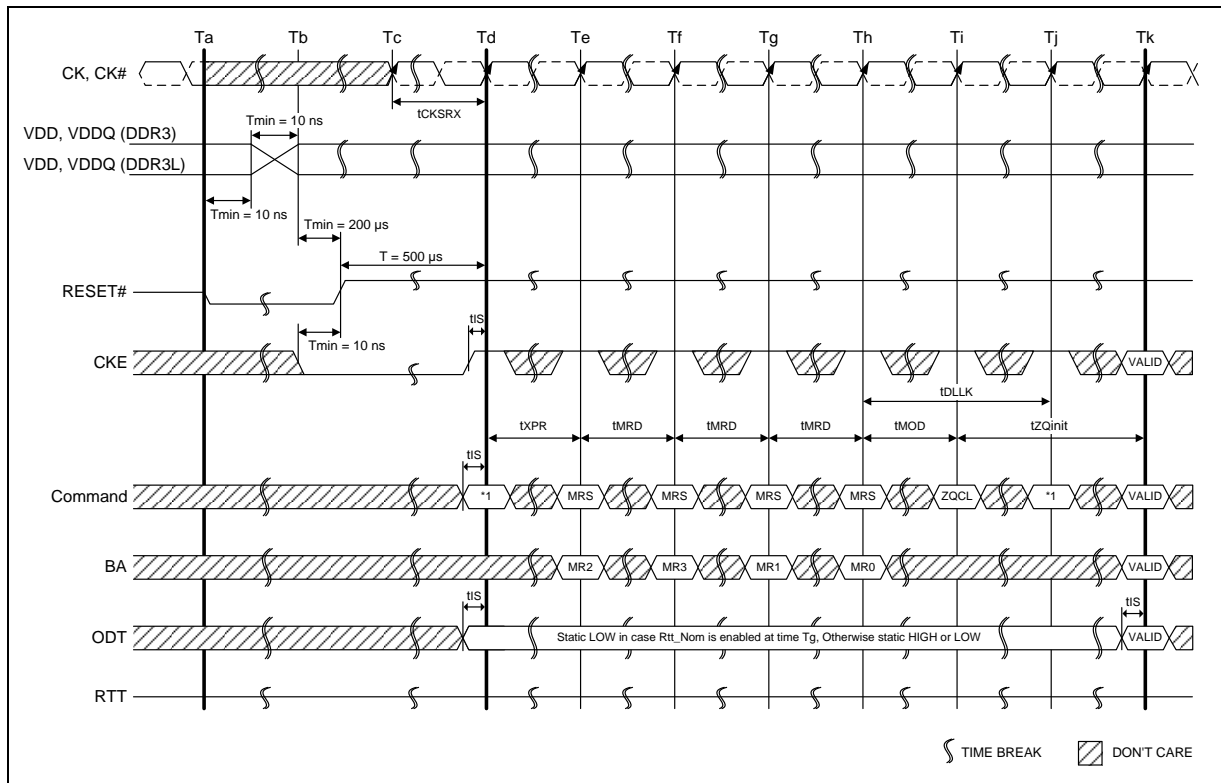 Ta Tb Tc Td Te Tf Tg Th Ti Tj Tk
CK, CK#
tCKSRX
Tmin = 10 ns
VDD, VDDQ (DDR3)
VDD, VDDQ (DDR3L)
Tmin = 10 ns
Tmin = 200 µs
T = 500 µs
RESET#
tIS
Tmin = 10 ns
CKE
VALID
tDLLK
tXPR tMRD tMRD tMRD tMOD tZQinit
tIS
Command
*1 MRS MRS MRS MRS ZQCL *1 VALID
BA
MR2 MR3 MR1 MR0 VALID
tIS tIS
ODT
Static LOW in case Rtt_Nom is enabled at time Tg, Otherwise static HIGH or LOW
VALID
RTT
TIME BREAK DON'T CARE